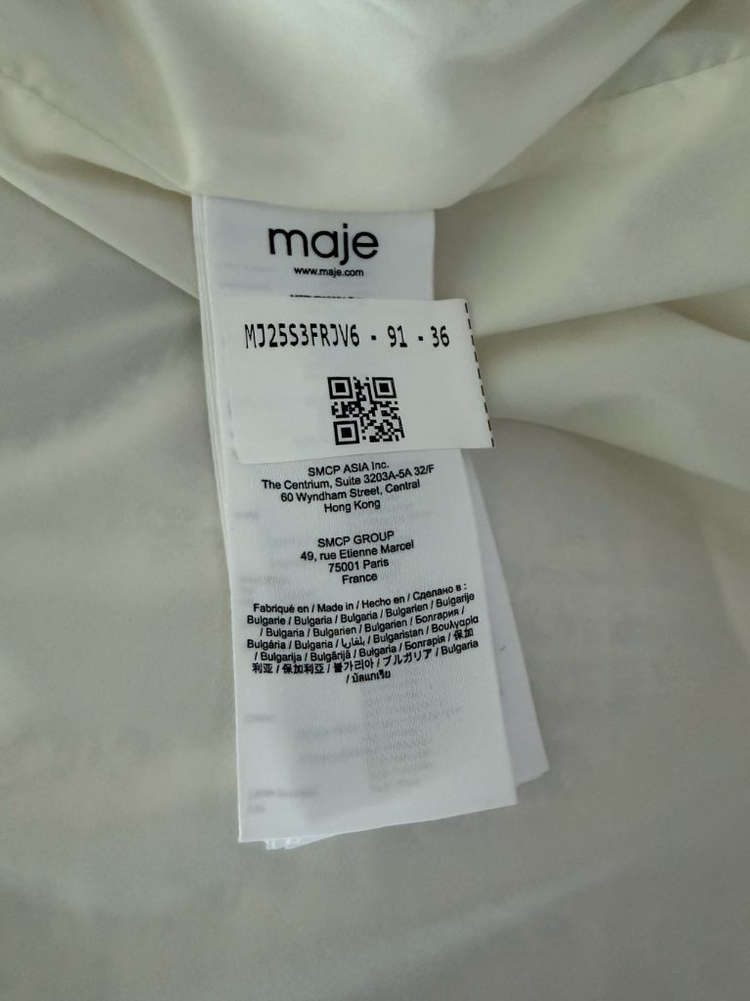 maje
www.maje.com
MJ25S3FRJV6 - 91 - 36
SMCP ASIA Inc.
The Centrium, Suite 3203A-5A 32/F
60 Wyndham Street, Central
Hong Kong
SMCP GROUP
49, rue Etienne Marcel
75001 Paris
France
Fabriqué en / Made in / Hecho en / Сделано в :
Bulgarie / Bulgaria / Bulgaria / Bulgarien / Bulgarije
/ Bulgaria / Bulgarien / Bulgarien / Болгария /
Bulgária / Bulgaria / بلغاريا / Bulgaristan / Βουλγαρία
/ Bulgarija / Bulgārijā / Bulgaria / Болгарія / 保加
利亚 / 保加利亞 / 불가리아 / ブルガリア / Bulgaria
/ บัลแกเรีย